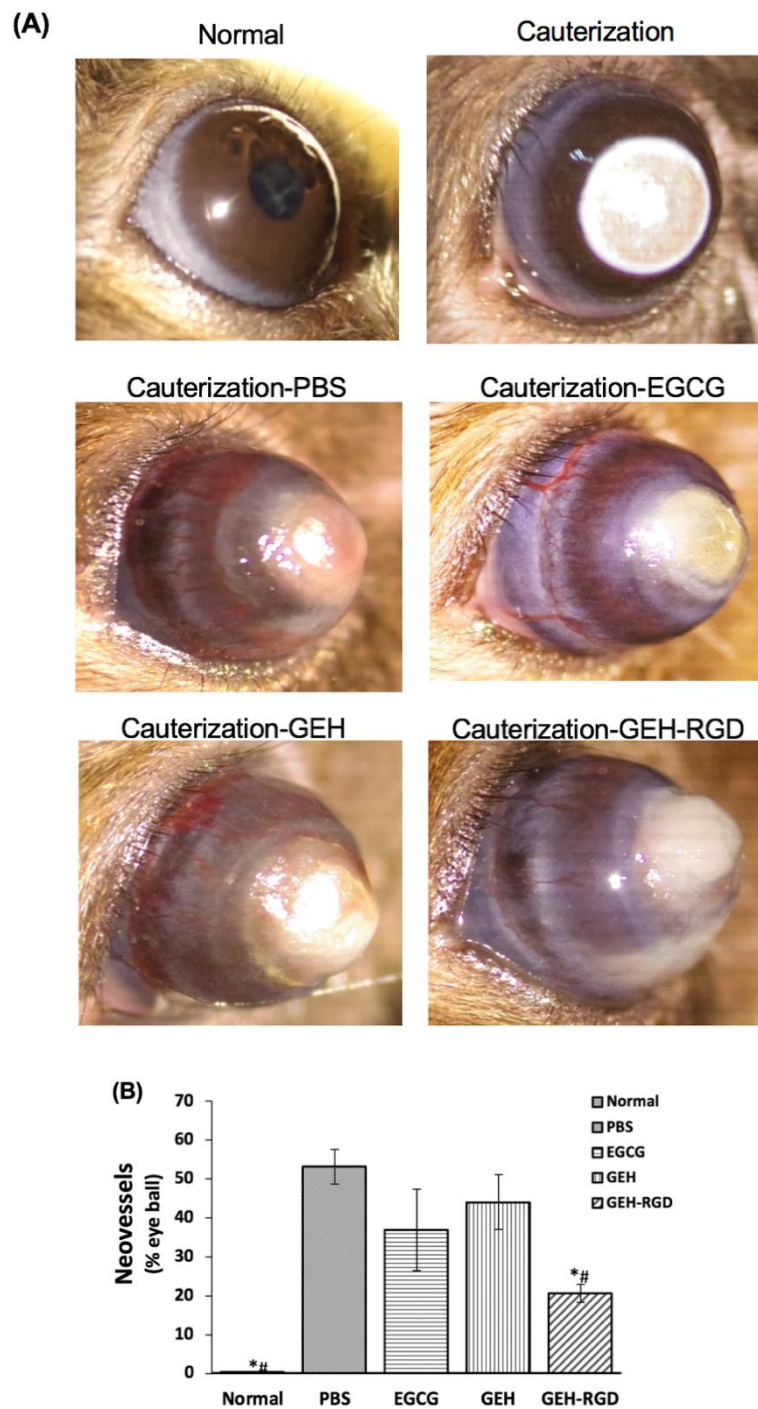 (A)
Normal
Cauterization
Cauterization-PBS
Cauterization-EGCG
Cauterization-GEH
Cauterization-GEH-RGD
(B)
Neovessels
(% eye ball)
70
60
50
40
30
20
10
0
*#
*#
Normal
PBS
EGCG
GEH
GEH-RGD
Normal
PBS
EGCG
GEH
GEH-RGD